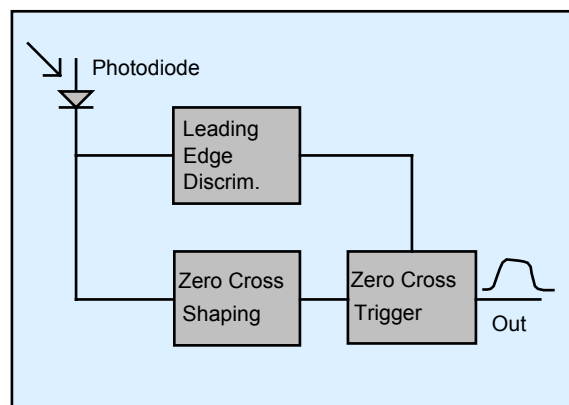 Photodiode
Leading
Edge
Discrim.
Zero Cross
Shaping
Zero Cross
Trigger
Out